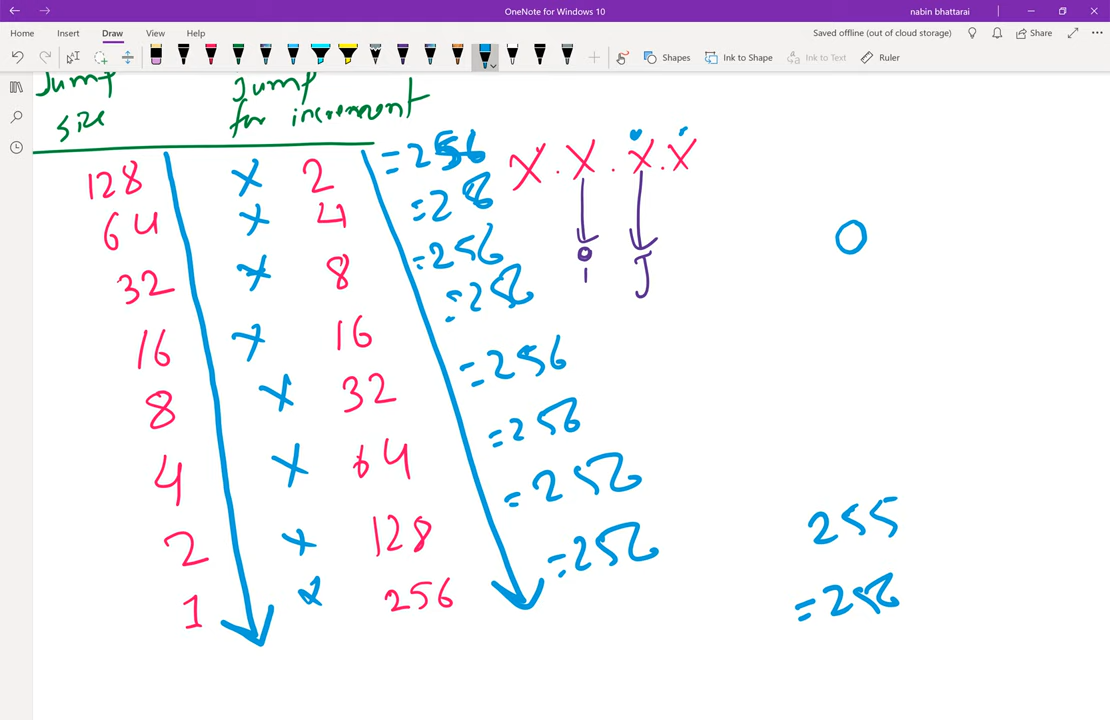 OneNote for Windows 10
nabin bhattarai
Home Insert Draw View Help
Saved offline (out of cloud storage)
Share
Shapes
Ink to Shape
Ink to Text
Ruler
Jump size
Jump for increment
128 x 2 = 256
64 x 4 = 256
32 x 8 = 256
16 x 16 = 256
8 x 32 = 256
4 x 64 = 256
2 x 128 = 256
1 x 256 = 256
X . X . X . X
i J
0
255
= 256